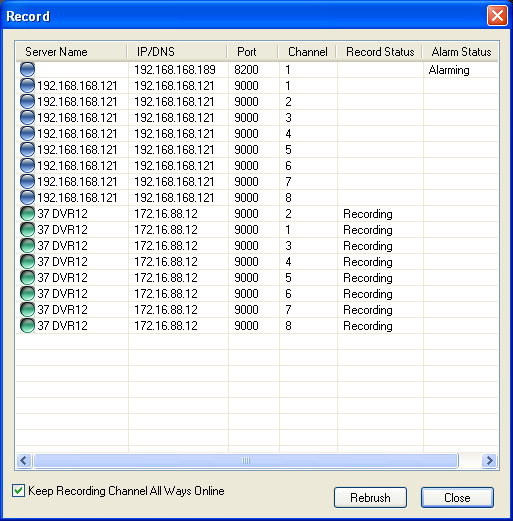 Record
Server Name IP/DNS Port Channel Record Status Alarm Status
192.168.168.189 8200 1 Alarming
192.168.168.121 192.168.168.121 9000 1
192.168.168.121 192.168.168.121 9000 2
192.168.168.121 192.168.168.121 9000 3
192.168.168.121 192.168.168.121 9000 4
192.168.168.121 192.168.168.121 9000 5
192.168.168.121 192.168.168.121 9000 6
192.168.168.121 192.168.168.121 9000 7
192.168.168.121 192.168.168.121 9000 8
37 DVR12 172.16.88.12 9000 2 Recording
37 DVR12 172.16.88.12 9000 1 Recording
37 DVR12 172.16.88.12 9000 3 Recording
37 DVR12 172.16.88.12 9000 4 Recording
37 DVR12 172.16.88.12 9000 5 Recording
37 DVR12 172.16.88.12 9000 6 Recording
37 DVR12 172.16.88.12 9000 7 Recording
37 DVR12 172.16.88.12 9000 8 Recording
Keep Recording Channel All Ways Online
Rebrush Close